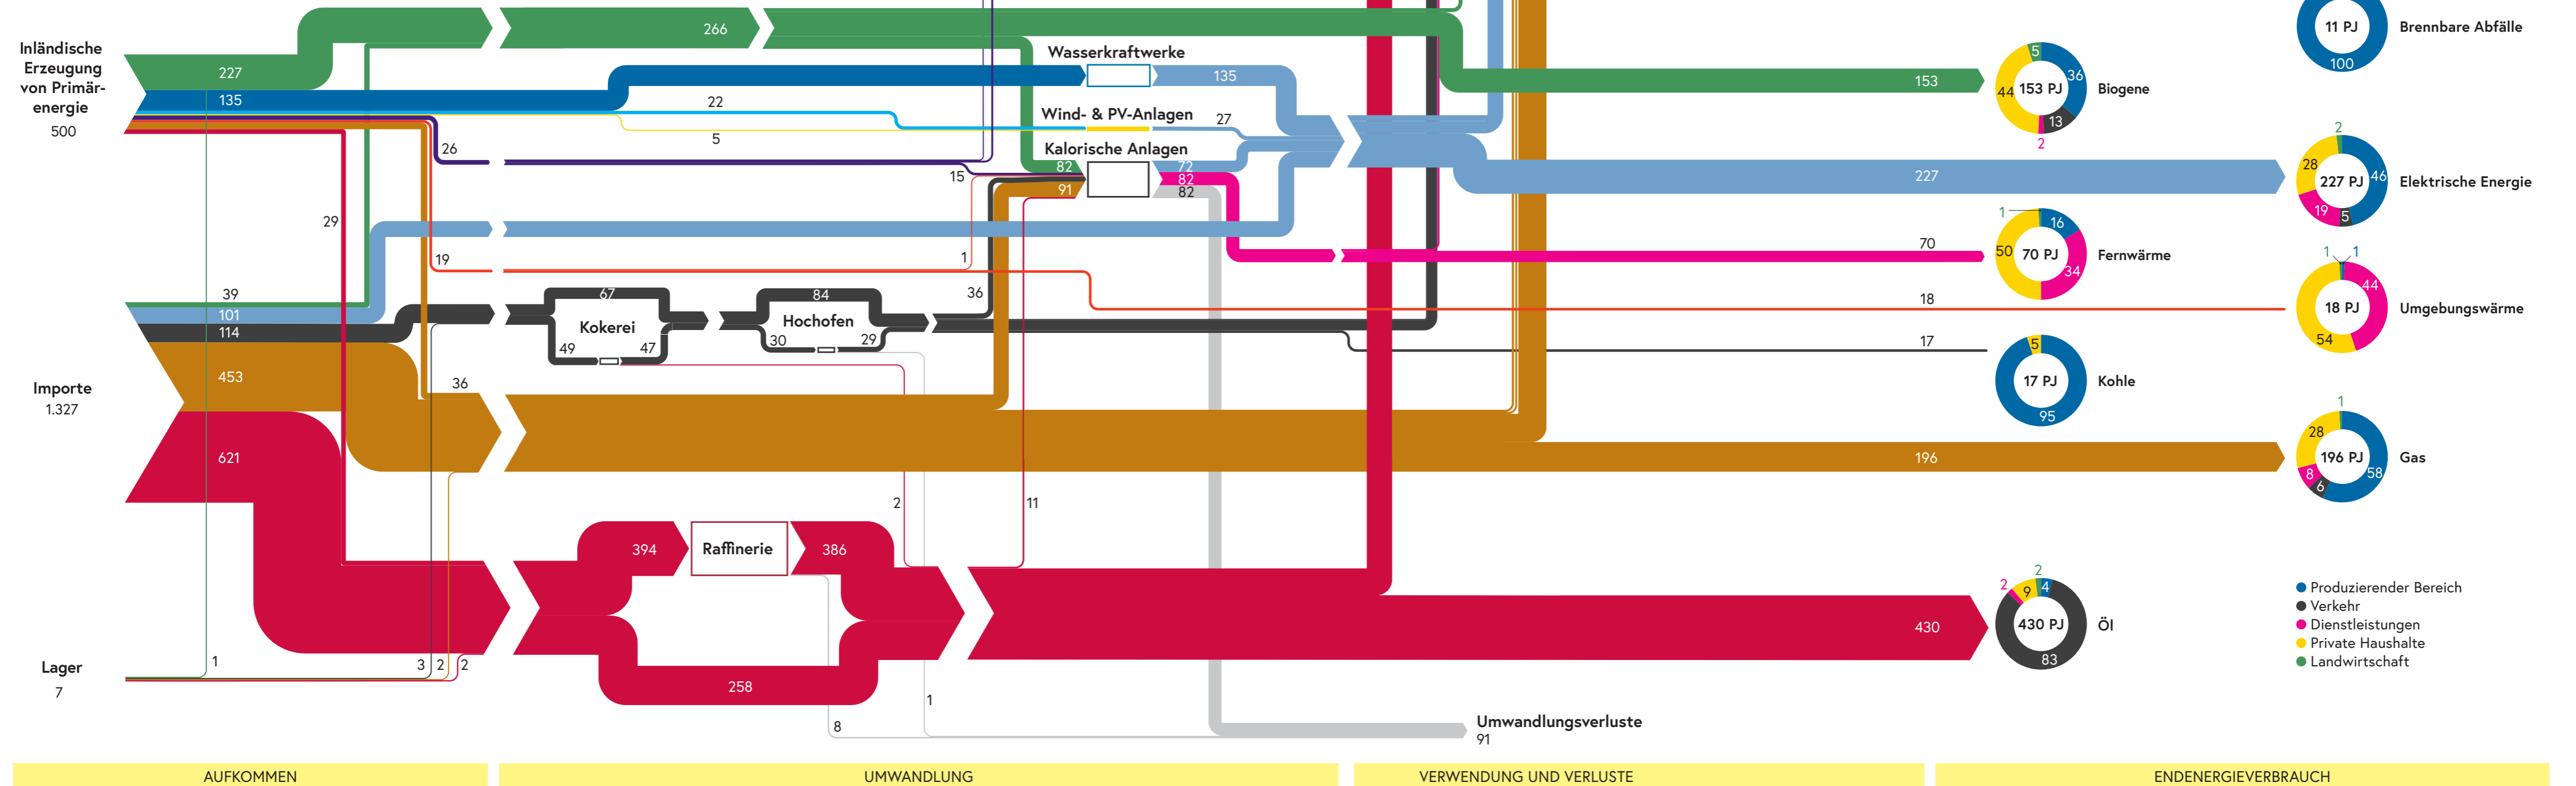 Inländische
Erzeugung
von Primär-
energie
500
227
135
266
22
5
26
15
29
19
1
39
101
114
453
621
Importe
1.327
36
Lager
7
1
3
2
2
Wasserkraftwerke
135
Wind- & PV-Anlagen
27
Kalorische Anlagen
82
91
72
82
82
36
67
Kokerei
49
47
84
Hochofen
30
29
2
11
394
Raffinerie
386
258
8
1
Umwandlungsverluste
91
153
227
70
18
17
196
430
11 PJ
100
Brennbare Abfälle
5
36
44
153 PJ
13
2
Biogene
2
28
227 PJ
46
19
5
Elektrische Energie
1
16
50
70 PJ
34
Fernwärme
1
1
44
18 PJ
54
Umgebungswärme
5
17 PJ
95
Kohle
1
28
196 PJ
58
8
6
Gas
2
2
9
4
430 PJ
83
Öl
Produzierender Bereich
Verkehr
Dienstleistungen
Private Haushalte
Landwirtschaft
AUFKOMMEN
UMWANDLUNG
VERWENDUNG UND VERLUSTE
ENDENERGIEVERBRAUCH